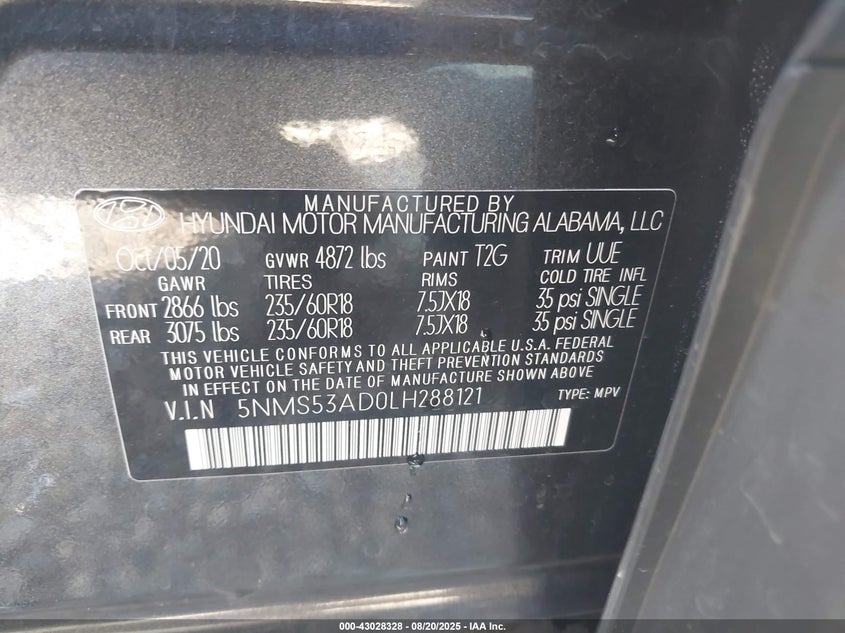 MANUFACTURED BY
HYUNDAI MOTOR MANUFACTURING ALABAMA, LLC
Oct/05/20 GVWR 4872 lbs PAINT T2G TRIM UUE
GAWR TIRES RIMS COLD TIRE INFL
FRONT 2866 lbs 235/60R18 7.5JX18 35 psi SINGLE
REAR 3075 lbs 235/60R18 7.5JX18 35 psi SINGLE
THIS VEHICLE CONFORMS TO ALL APPLICABLE U.S.A. FEDERAL
MOTOR VEHICLE SAFETY AND THEFT PREVENTION STANDARDS
IN EFFECT ON THE DATE OF MANUFACTURE SHOWN ABOVE
V.I.N 5NMS53AD0LH288121 TYPE: MPV
000-43028328 - 08/20/2025 - IAA Inc.